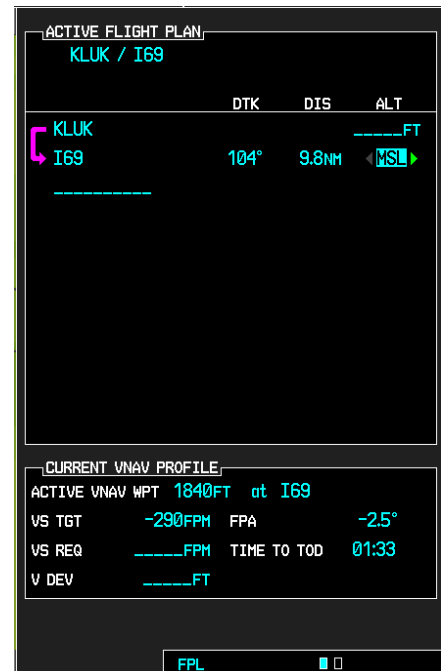 ACTIVE FLIGHT PLAN
KLUK / I69
DTK DIS ALT
KLUK _____FT
I69 104° 9.8NM MSL
__________
CURRENT VNAV PROFILE
ACTIVE VNAV WPT 1840FT at I69
VS TGT -290FPM FPA -2.5°
VS REQ _____FPM TIME TO TOD 01:33
V DEV _____FT
FPL